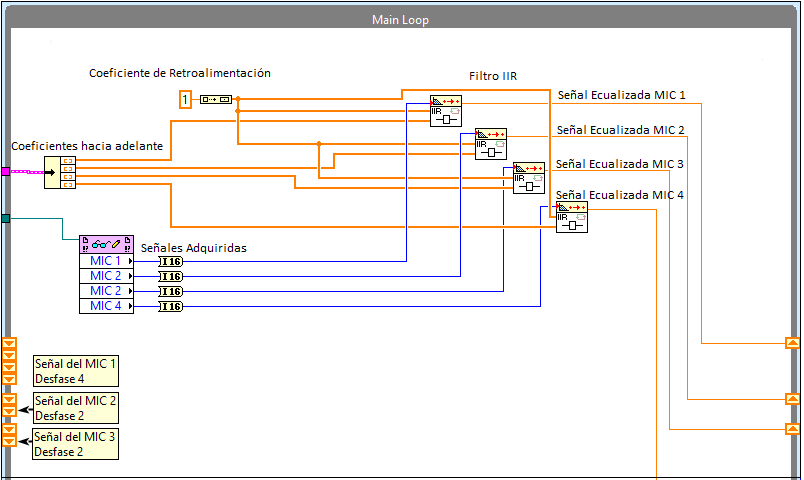 Main Loop
Coeficiente de Retroalimentación
Filtro IIR
1
Señal Ecualizada MIC 1
IIR
Señal Ecualizada MIC 2
IIR
Coeficientes hacia adelante
Señal Ecualizada MIC 3
IIR
Señal Ecualizada MIC 4
IIR
Señales Adquiridas
MIC 1
I16
MIC 2
I16
MIC 2
I16
MIC 4
I16
Señal del MIC 1
Desfase 4
Señal del MIC 2
Desfase 2
Señal del MIC 3
Desfase 2